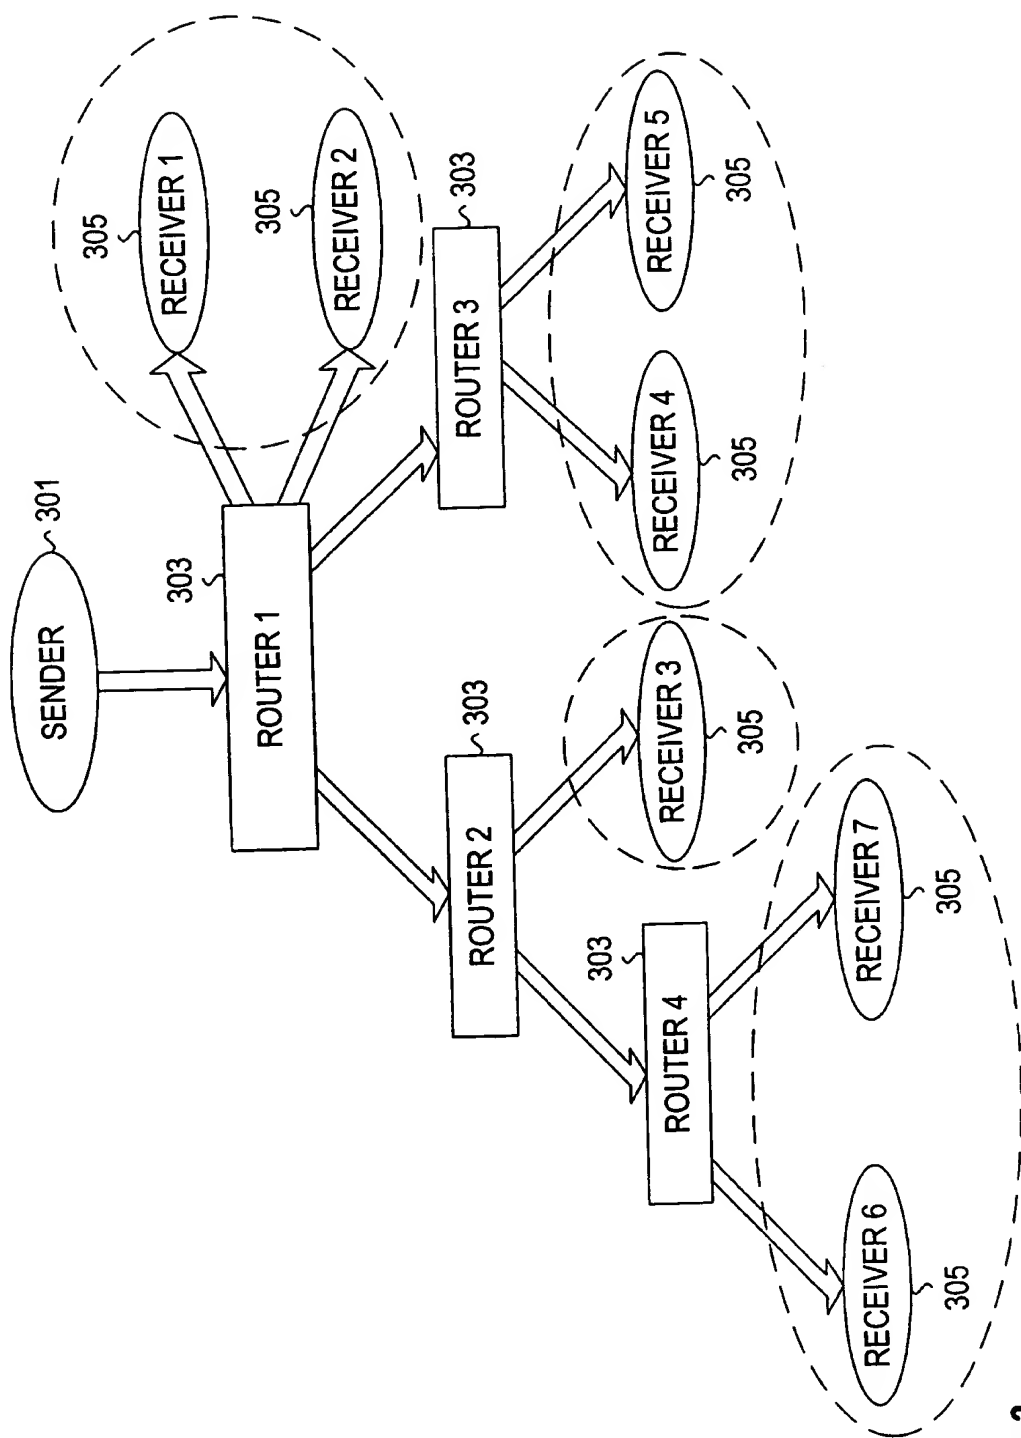 SENDER
301
303
ROUTER 1
305
RECEIVER 1
305
RECEIVER 2
303
ROUTER 2
303
ROUTER 3
303
ROUTER 4
RECEIVER 3
305
RECEIVER 4
305
RECEIVER 5
305
RECEIVER 6
305
RECEIVER 7
305